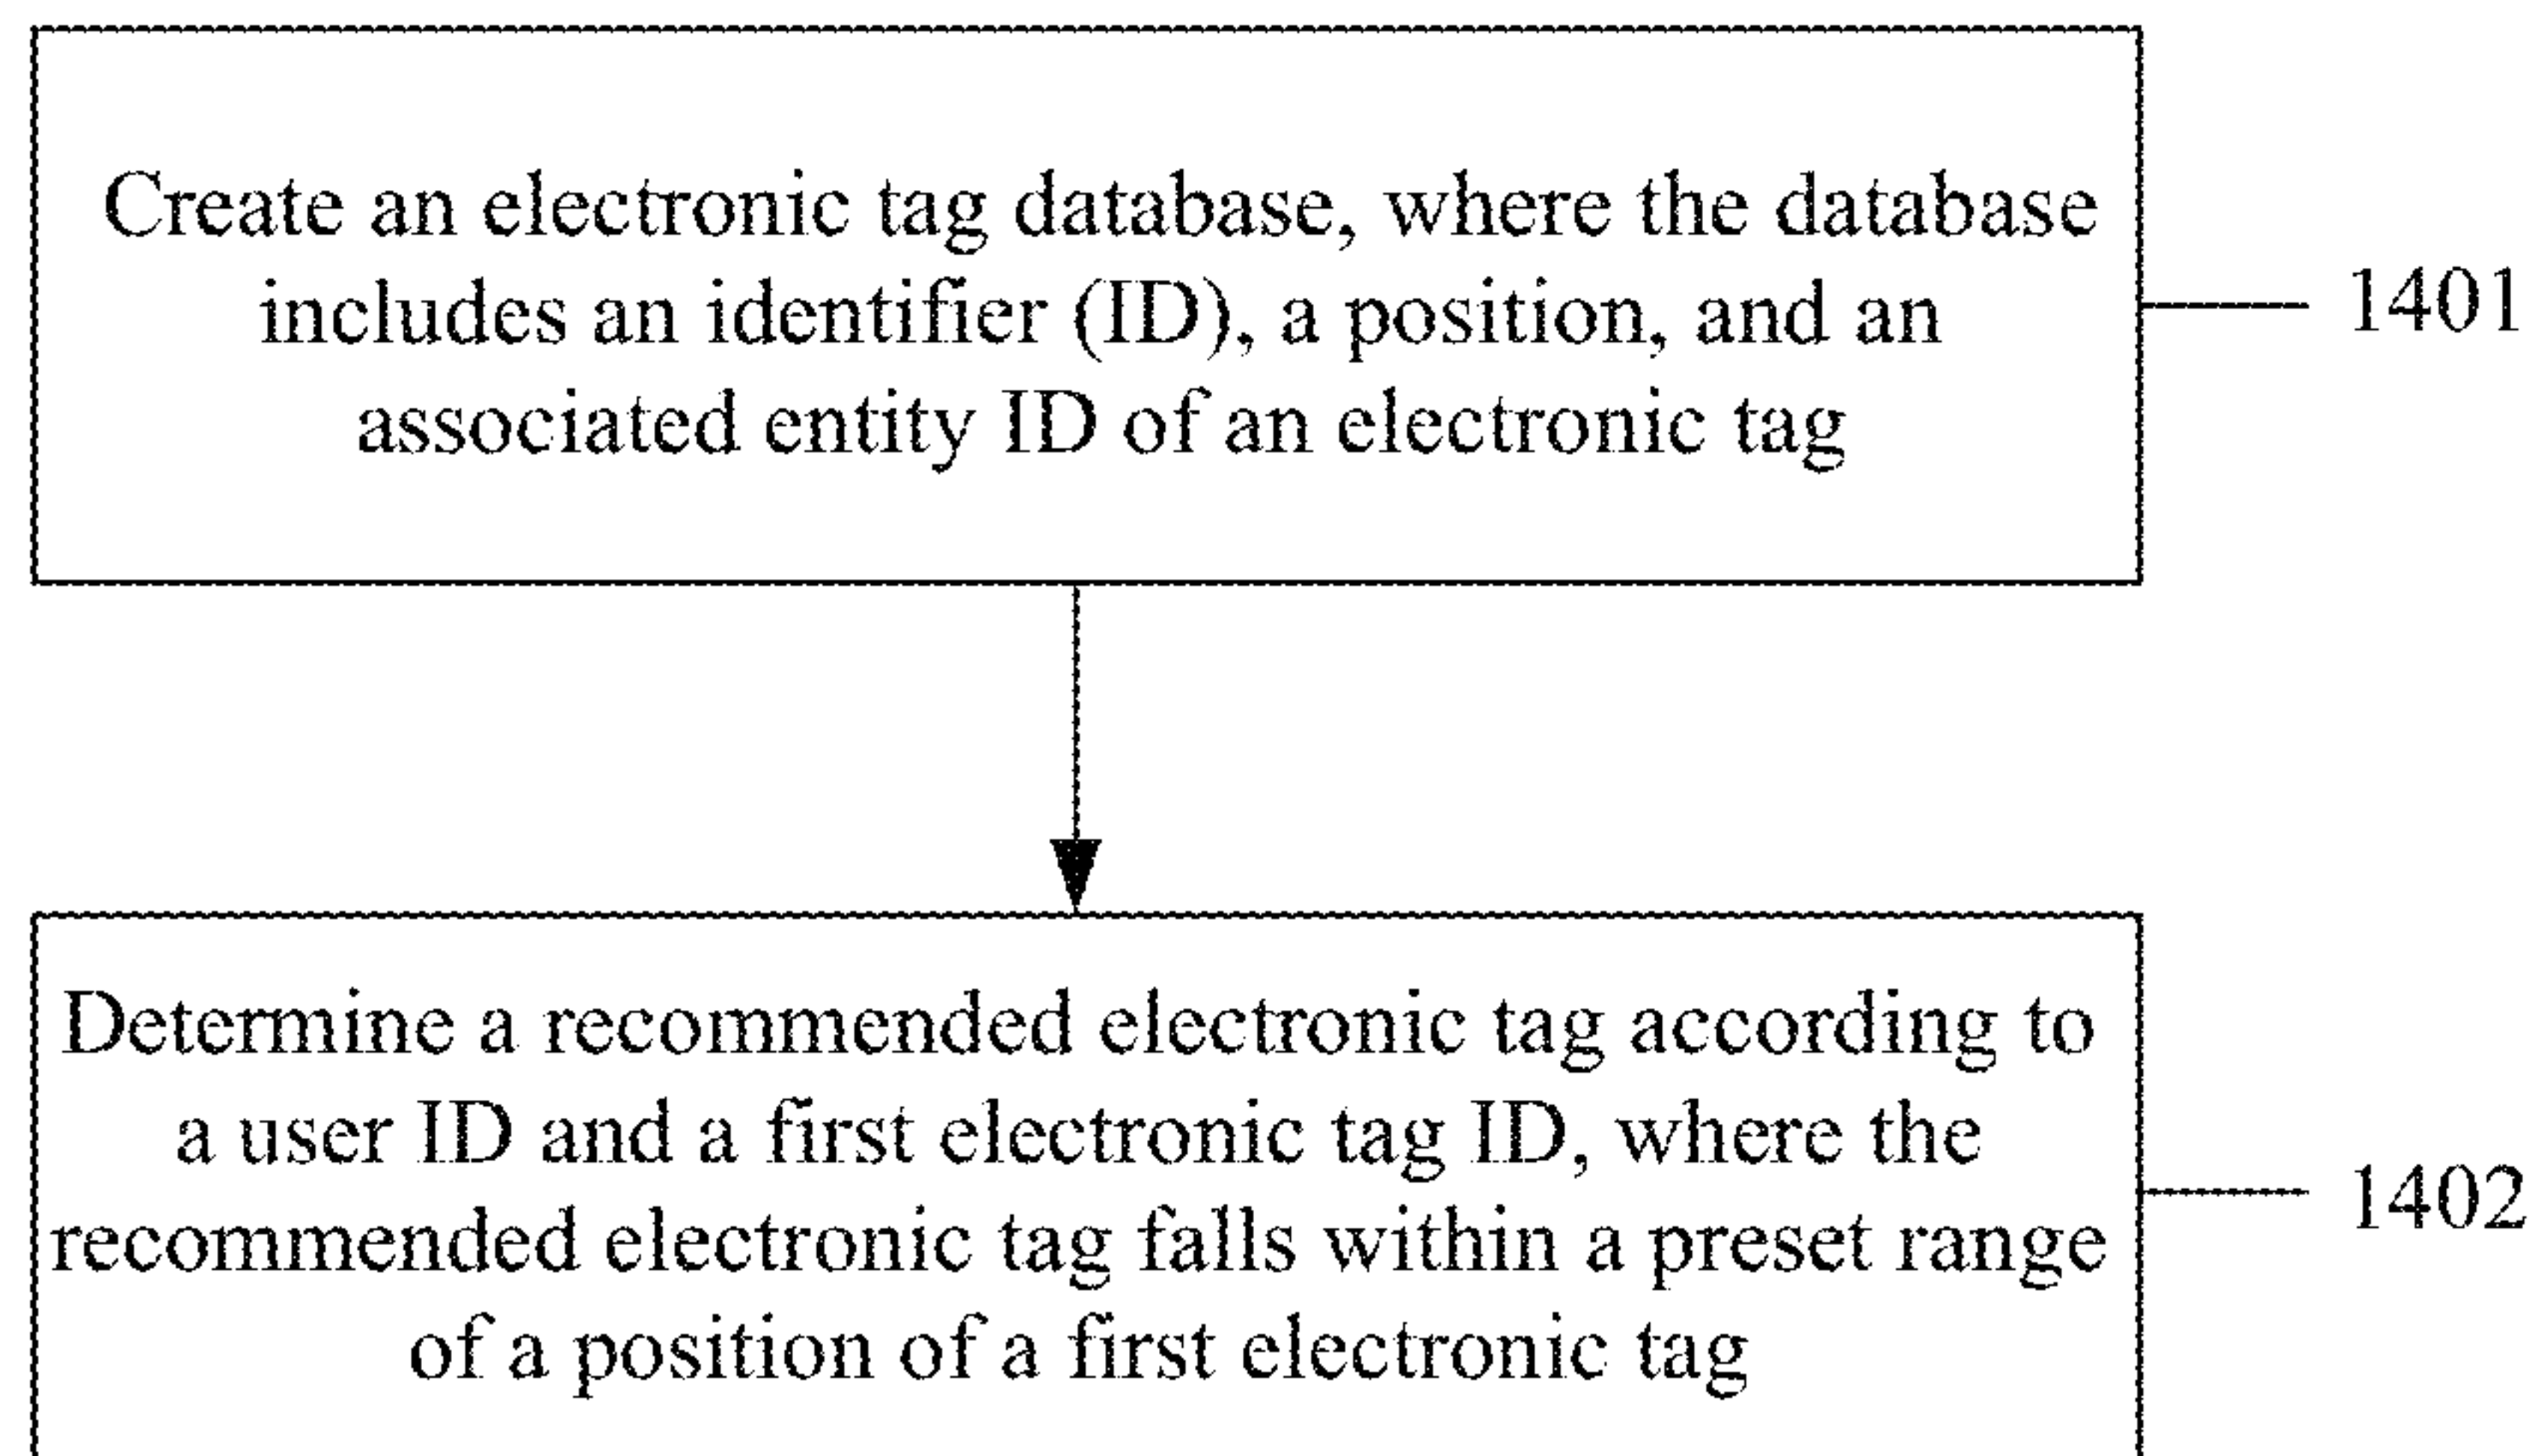 Create an electronic tag database, where the database
includes an identifier (ID), a position, and an
associated entity ID of an electronic tag
1401
Determine a recommended electronic tag according to
a user ID and a first electronic tag ID, where the
recommended electronic tag falls within a preset range
of a position of a first electronic tag
1402